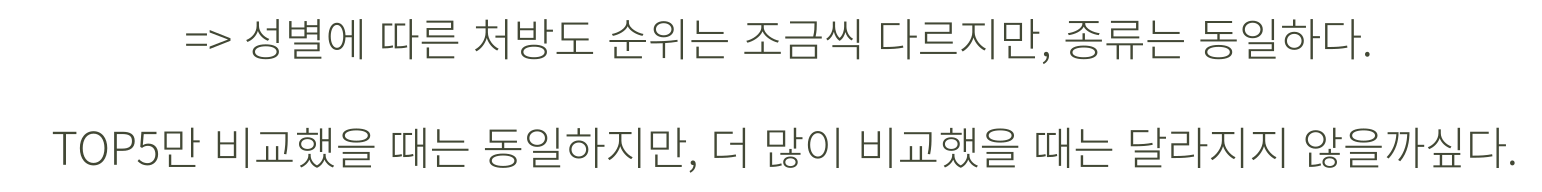 => 성별에 따른 처방도 순위는 조금씩 다르지만, 종류는 동일하다.
TOP5만 비교했을 때는 동일하지만, 더 많이 비교했을 때는 달라지지 않을까싶다.